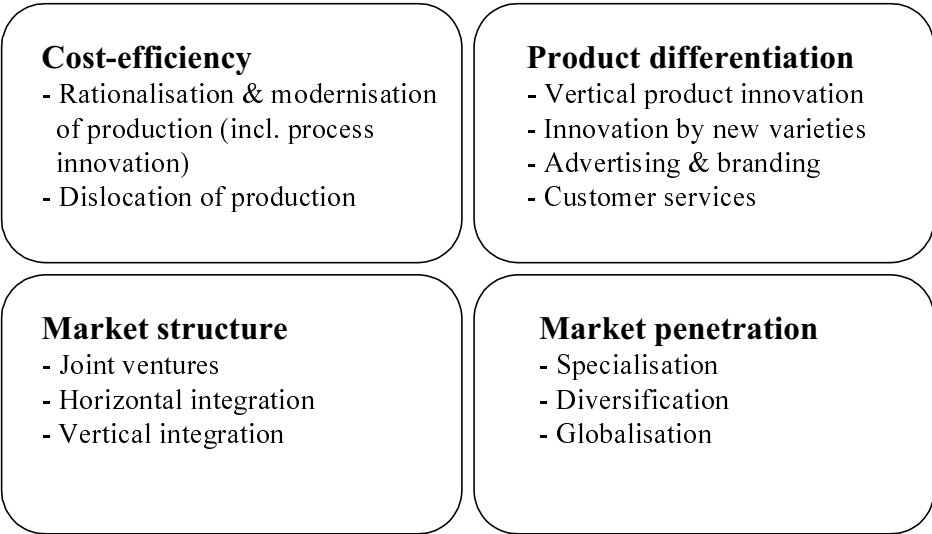 Cost-efficiency
- Rationalisation & modernisation
of production (incl. process
innovation)
- Dislocation of production
Product differentiation
- Vertical product innovation
- Innovation by new varieties
- Advertising & branding
- Customer services
Market structure
- Joint ventures
- Horizontal integration
- Vertical integration
Market penetration
- Specialisation
- Diversification
- Globalisation